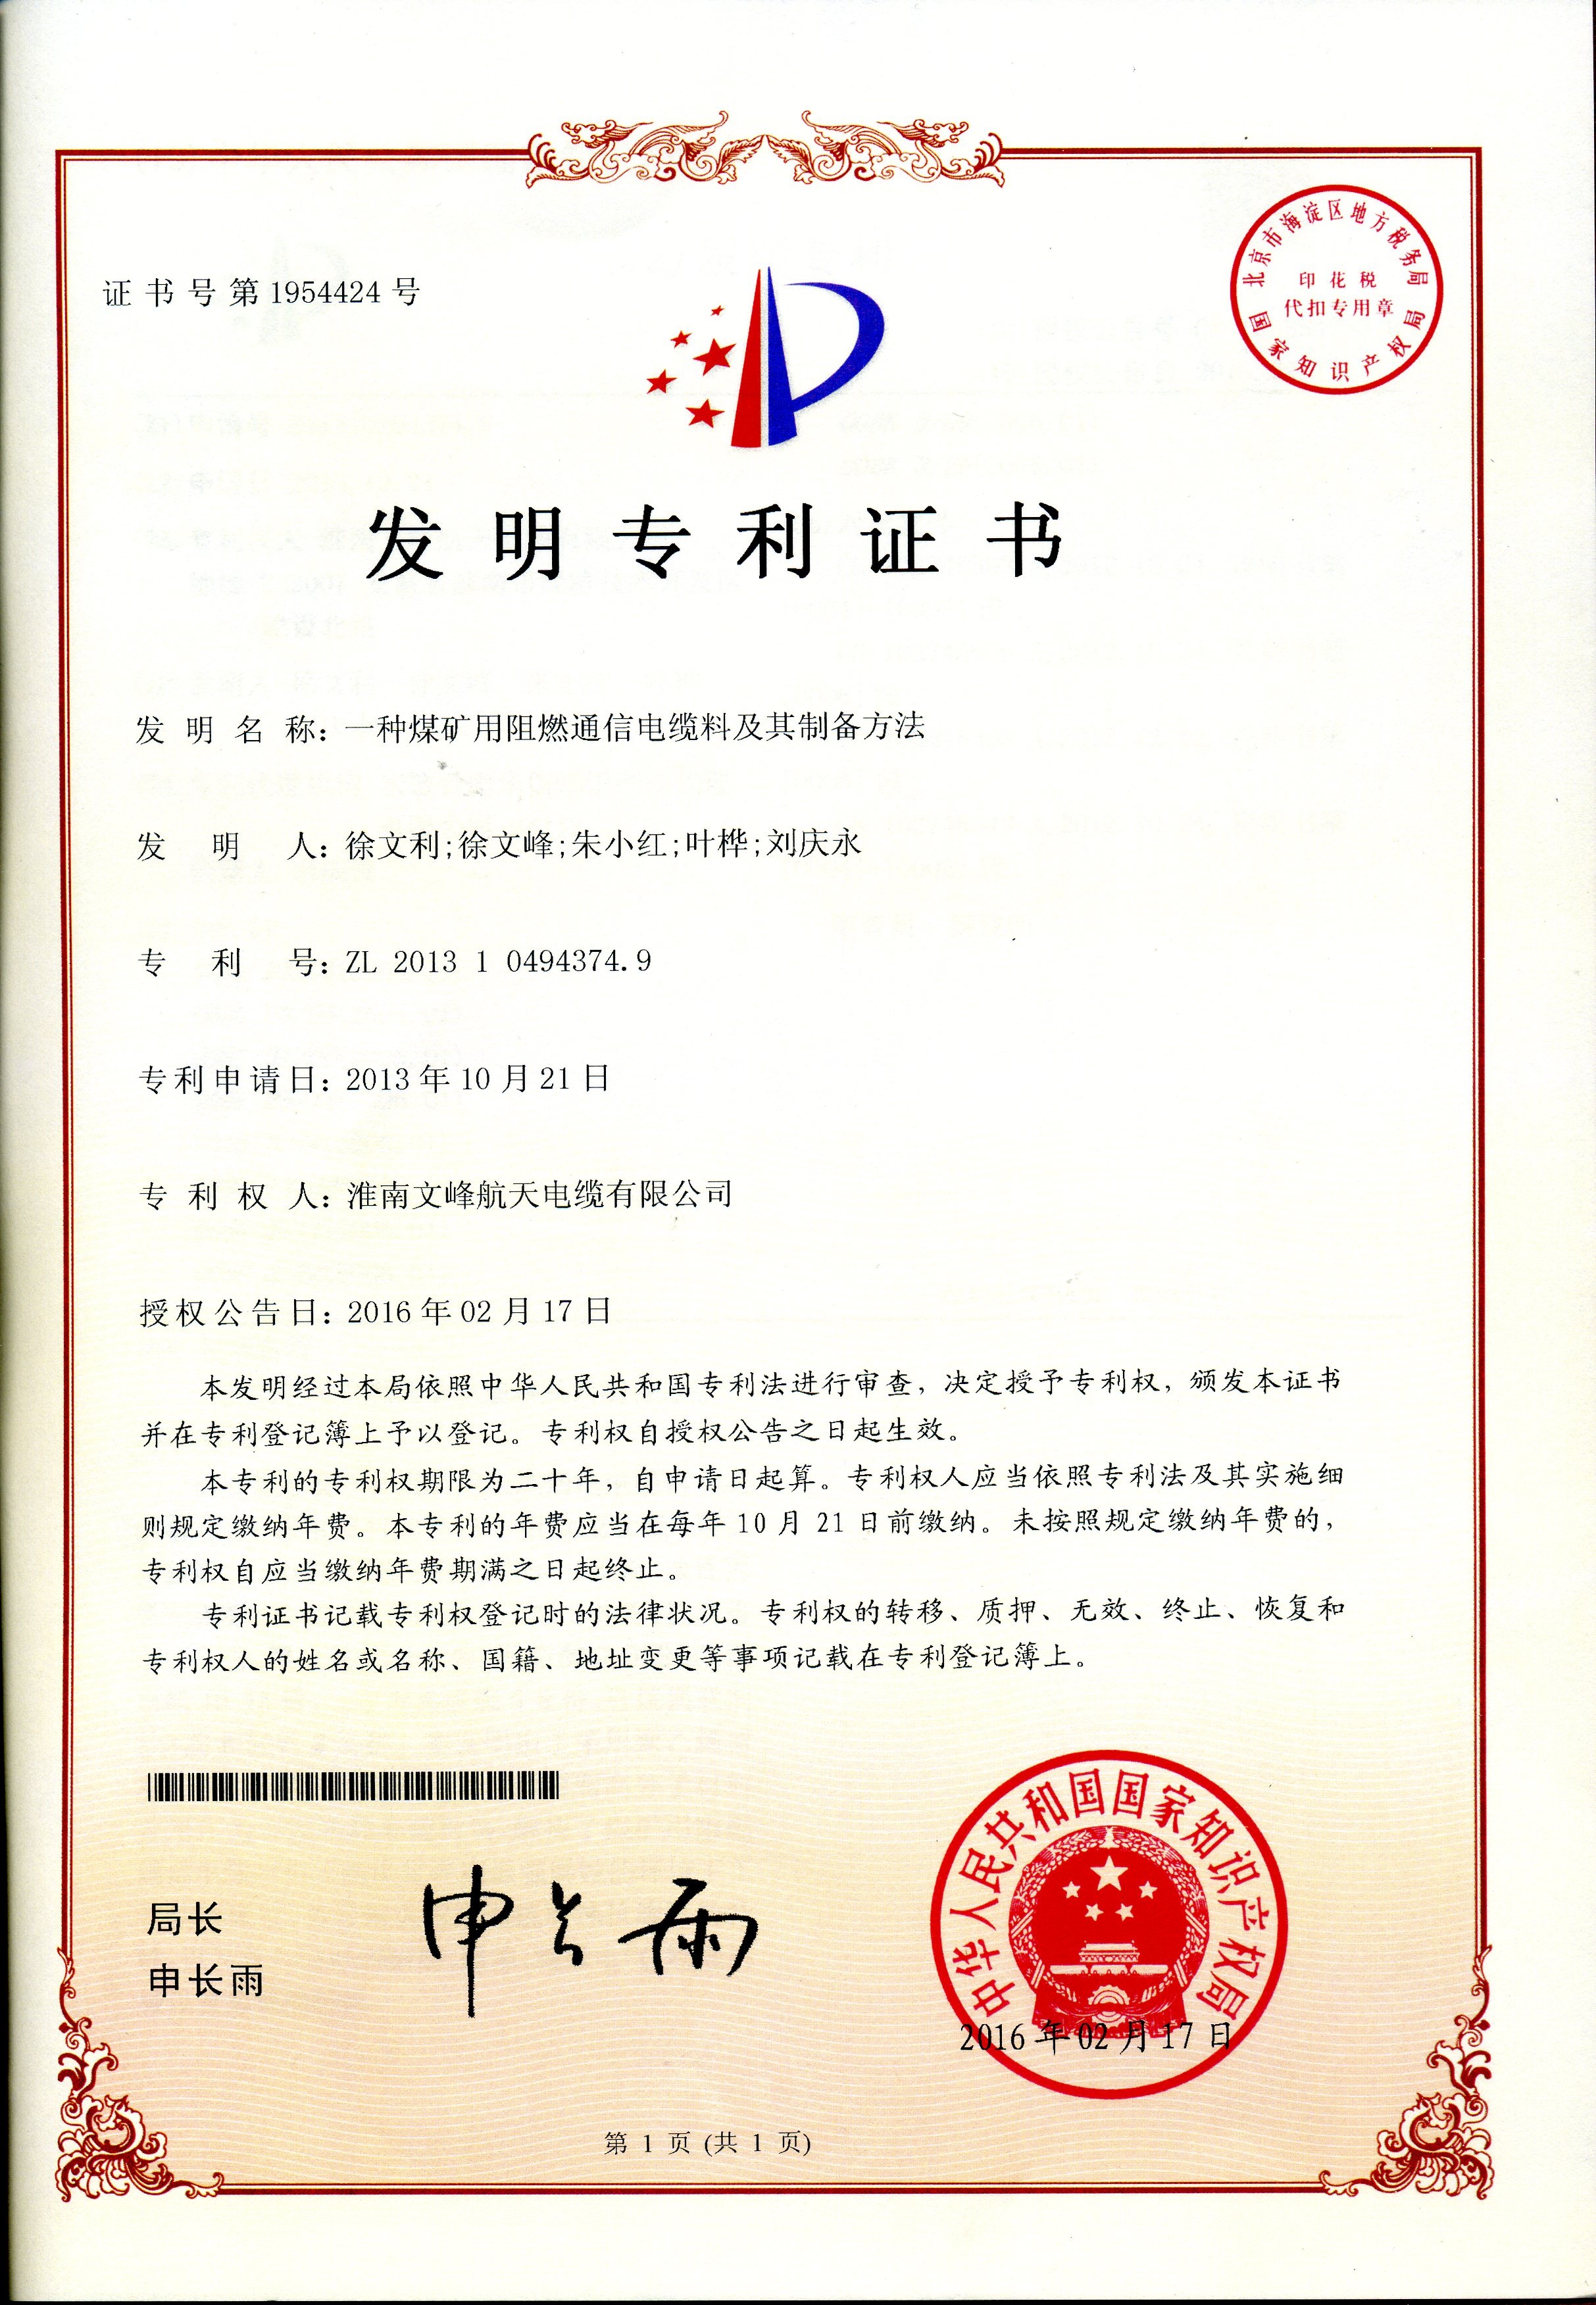 证书号第1954424号
北京市海淀区地方税务局
印花税
代扣专用章
国家知识产权局
发明专利证书
发明名称：一种煤矿用阻燃通信电缆料及其制备方法
发明人：徐文利;徐文峰;朱小红;叶桦;刘庆永
专利号：ZL 2013 1 0494374.9
专利申请日：2013年10月21日
专利权人：淮南文峰航天电缆有限公司
授权公告日：2016年02月17日
本发明经过本局依照中华人民共和国专利法进行审查，决定授予专利权，颁发本证书
并在专利登记簿上予以登记。专利权自授权公告之日起生效。
本专利的专利权期限为二十年，自申请日起算。专利权人应当依照专利法及其实施细
则规定缴纳年费。本专利的年费应当在每年10月21日前缴纳。未按照规定缴纳年费的，
专利权自应当缴纳年费期满之日起终止。
专利证书记载专利权登记时的法律状况。专利权的转移、质押、无效、终止、恢复和
专利权人的姓名或名称、国籍、地址变更等事项记载在专利登记簿上。
局长
申长雨
申长雨
中华人民共和国国家知识产权局
2016年02月17日
第 1 页 (共 1 页)